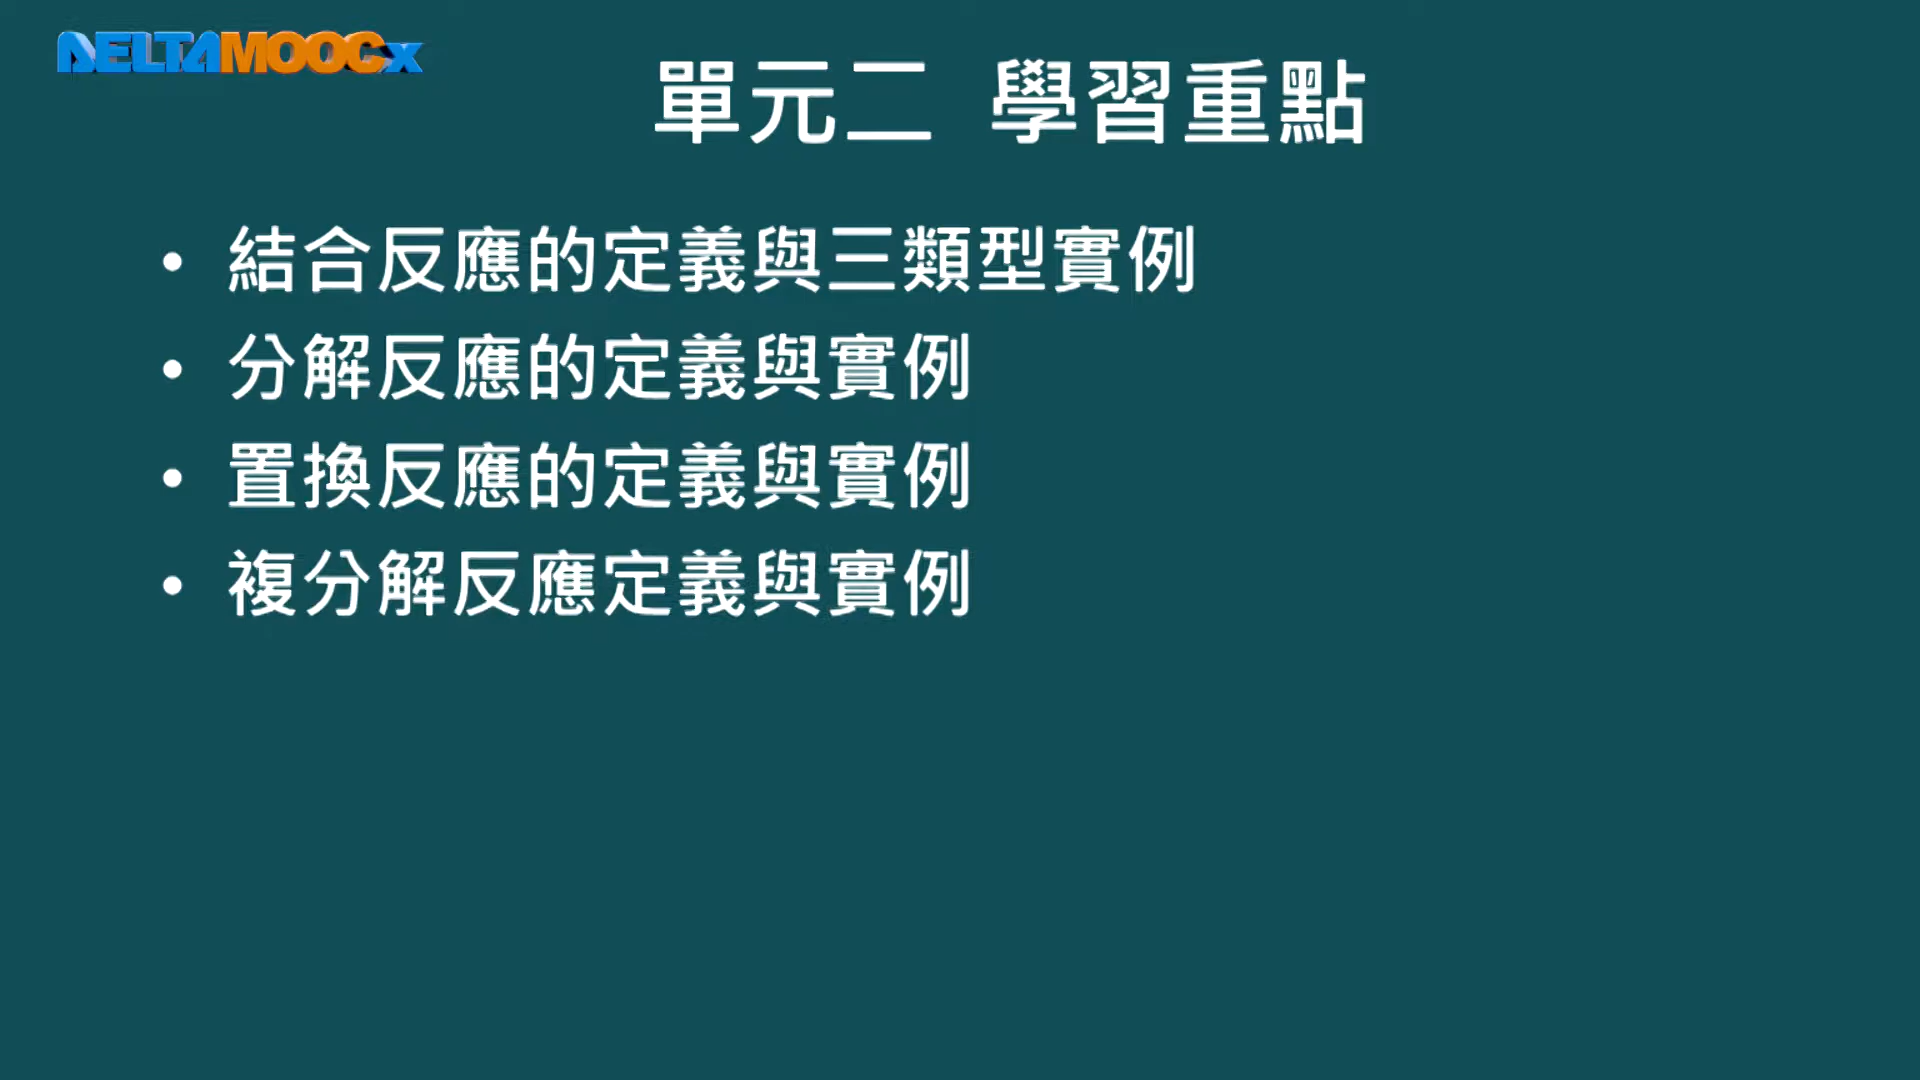 DELTAMOOCx
單元二 學習重點
• 結合反應的定義與三類型實例
• 分解反應的定義與實例
• 置換反應的定義與實例
• 複分解反應定義與實例